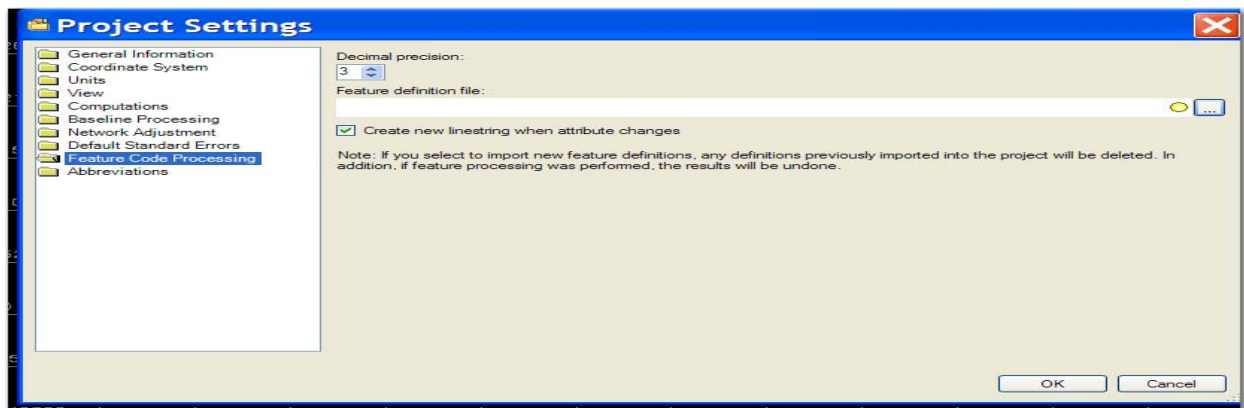 Project Settings
General Information
Coordinate System
Units
View
Computations
Baseline Processing
Network Adjustment
Default Standard Errors
Feature Code Processing
Abbreviations
Decimal precision:
3
Feature definition file:
...
Create new linestring when attribute changes
Note: If you select to import new feature definitions, any definitions previously imported into the project will be deleted. In
addition, if feature processing was performed, the results will be undone.
OK
Cancel